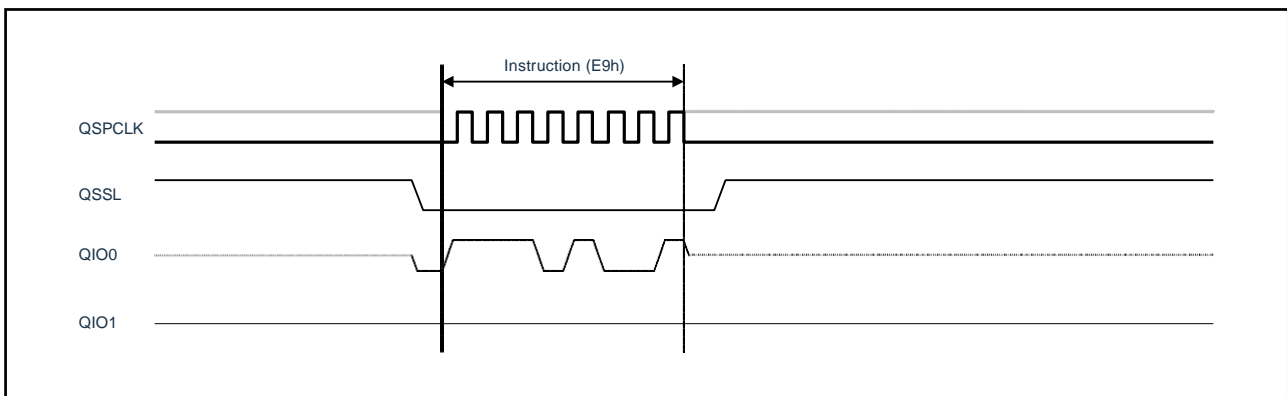 Instruction (E9h)
QSPCLK
QSSL
QIO0
QIO1